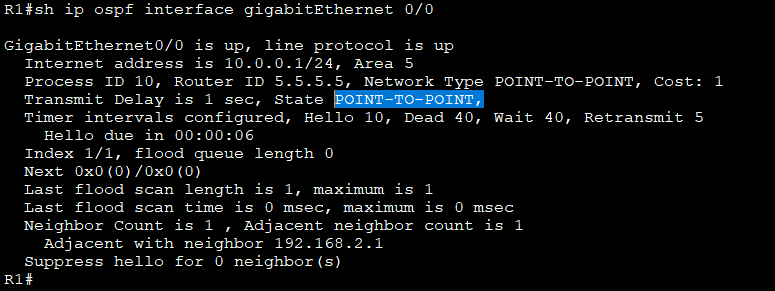 R1#sh ip ospf interface gigabitEthernet 0/0
GigabitEthernet0/0 is up, line protocol is up
Internet address is 10.0.0.1/24, Area 5
Process ID 10, Router ID 5.5.5.5, Network Type POINT-TO-POINT, Cost: 1
Transmit Delay is 1 sec, State POINT-TO-POINT,
Timer intervals configured, Hello 10, Dead 40, Wait 40, Retransmit 5
Hello due in 00:00:06
Index 1/1, flood queue length 0
Next 0x0(0)/0x0(0)
Last flood scan length is 1, maximum is 1
Last flood scan time is 0 msec, maximum is 0 msec
Neighbor Count is 1 , Adjacent neighbor count is 1
Adjacent with neighbor 192.168.2.1
Suppress hello for 0 neighbor(s)
R1#